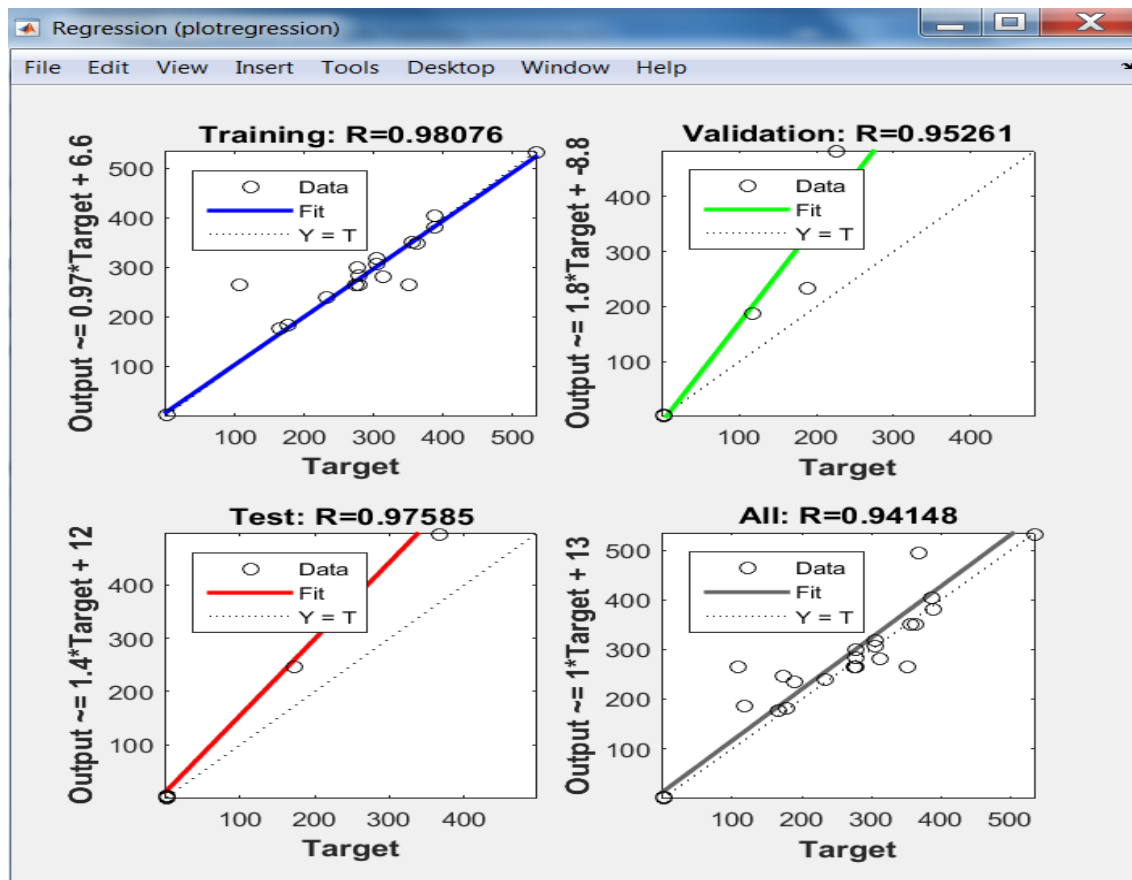 Regression (plotregression)
File Edit View Insert Tools Desktop Window Help
Training: R=0.98076
Output ~= 0.97*Target + 6.6
500
400
300
200
100
Data
Fit
Y = T
100 200 300 400 500
Target
Validation: R=0.95261
Output ~= 1.8*Target + -8.8
400
300
200
100
Data
Fit
Y = T
100 200 300 400
Target
Test: R=0.97585
Output ~= 1.4*Target + 12
400
300
200
100
Data
Fit
Y = T
100 200 300 400
Target
All: R=0.94148
Output ~= 1*Target + 13
500
400
300
200
100
Data
Fit
Y = T
100 200 300 400 500
Target